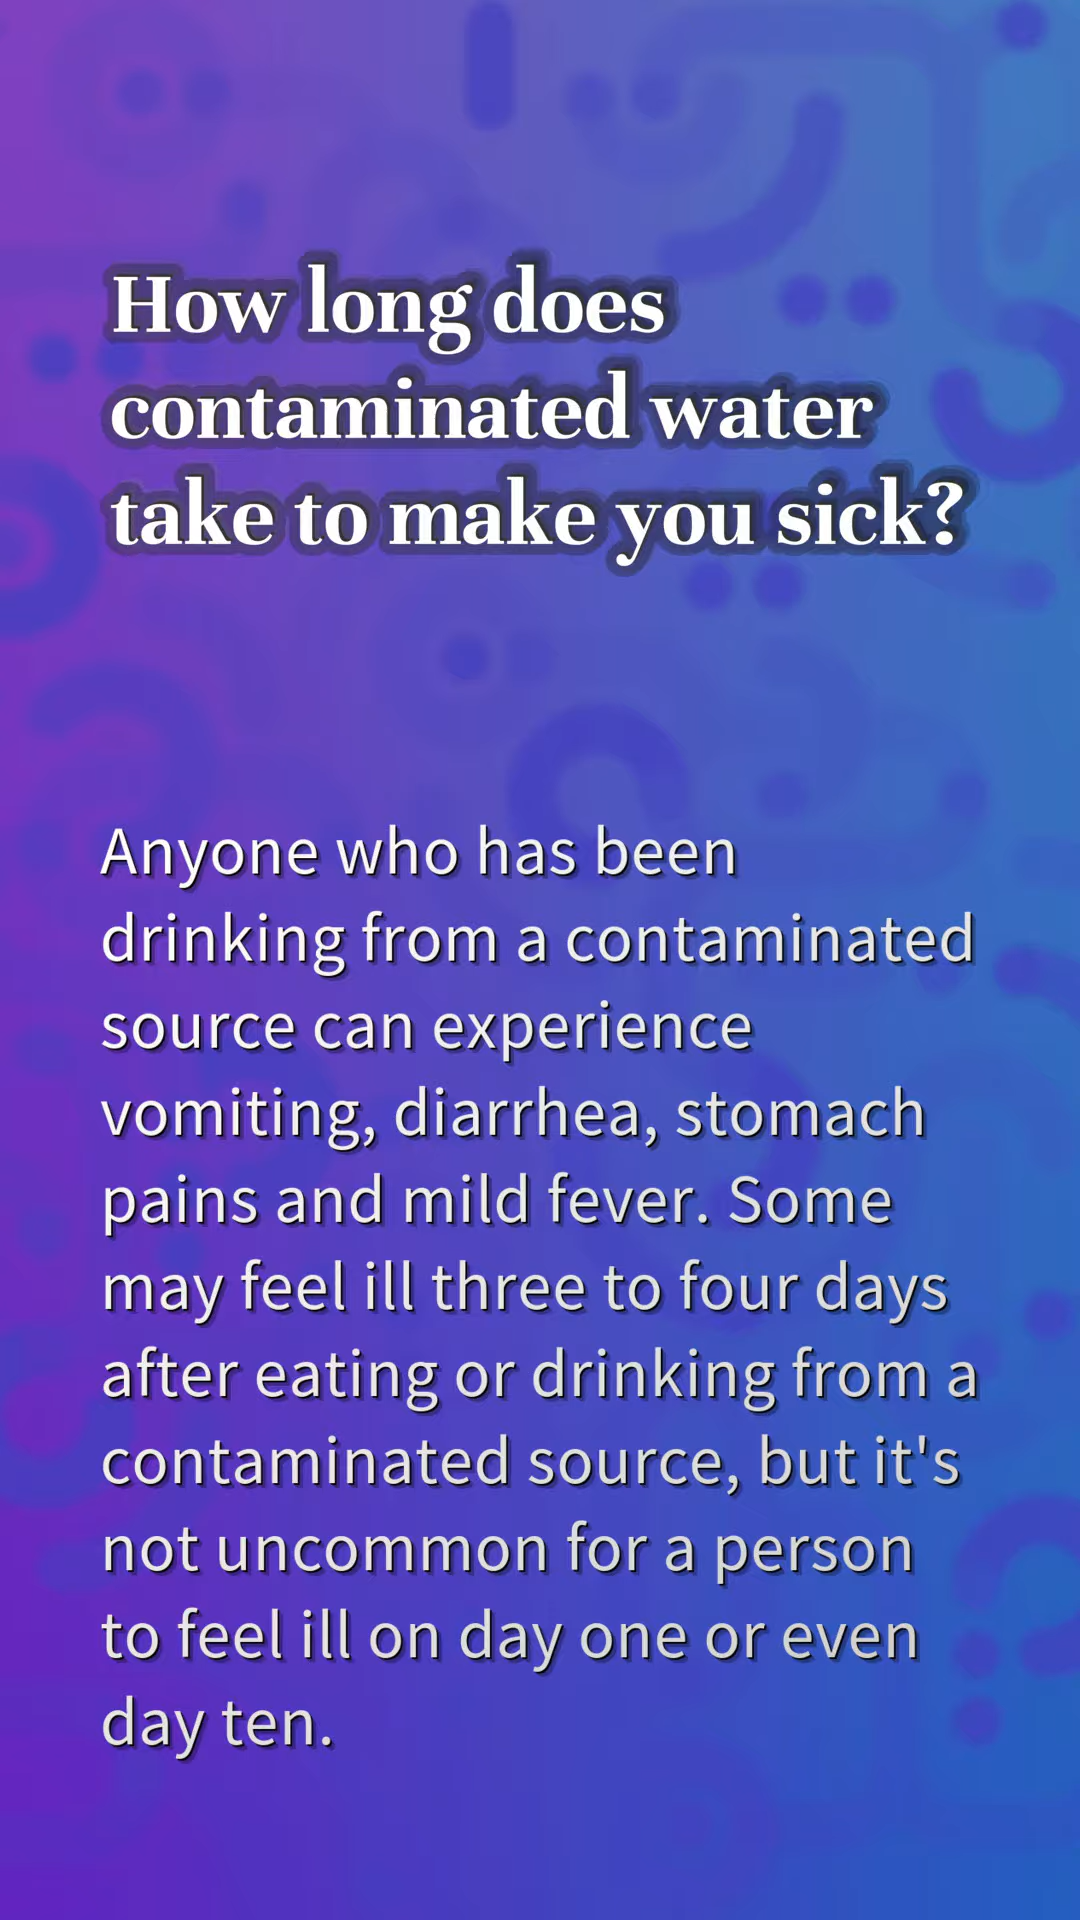 How long does
contaminated water
take to make you sick?
Anyone who has been
drinking from a contaminated
source can experience
vomiting, diarrhea, stomach
pains and mild fever. Some
may feel ill three to four days
after eating or drinking from a
contaminated source, but it's
not uncommon for a person
to feel ill on day one or even
day ten.